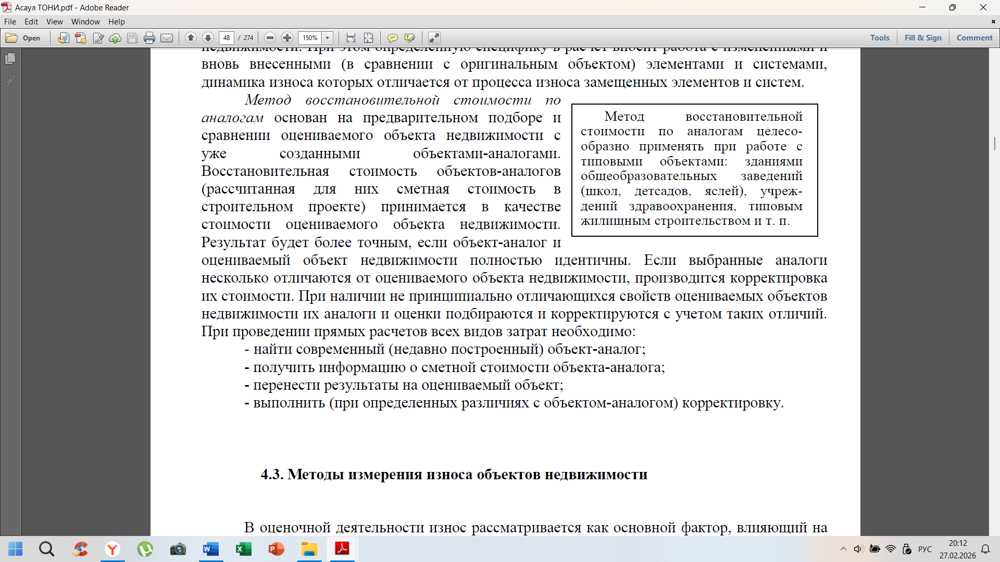 Асаул ТОНИ.pdf - Adobe Reader
File Edit View Window Help
Open 48 / 274 150% Tools Fill & Sign Comment
недвижимости. При этом определенную специфику в расчет вносит работа с измененными и
вновь внесенными (в сравнении с оригинальным объектом) элементами и системами,
динамика износа которых отличается от процесса износа замещенных элементов и систем.
Метод восстановительной стоимости по
аналогам основан на предварительном подборе и
сравнении оцениваемого объекта недвижимости с
уже созданными объектами-аналогами.
Восстановительная стоимость объектов-аналогов
(рассчитанная для них сметная стоимость в
строительном проекте) принимается в качестве
стоимости оцениваемого объекта недвижимости.
Результат будет более точным, если объект-аналог и
Метод восстановительной
стоимости по аналогам целесо-
образно применять при работе с
типовыми объектами: зданиями
общеобразовательных заведений
(школ, детсадов, яслей), учреж-
дений здравоохранения, типовым
жилищным строительством и т. п.
оцениваемый объект недвижимости полностью идентичны. Если выбранные аналоги
несколько отличаются от оцениваемого объекта недвижимости, производится корректировка
их стоимости. При наличии не принципиально отличающихся свойств оцениваемых объектов
недвижимости их аналоги и оценки подбираются и корректируются с учетом таких отличий.
При проведении прямых расчетов всех видов затрат необходимо:
- найти современный (недавно построенный) объект-аналог;
- получить информацию о сметной стоимости объекта-аналога;
- перенести результаты на оцениваемый объект;
- выполнить (при определенных различиях с объектом-аналогом) корректировку.
4.3. Методы измерения износа объектов недвижимости
В оценочной деятельности износ рассматривается как основной фактор, влияющий на
РУС
20:12
27.02.2026